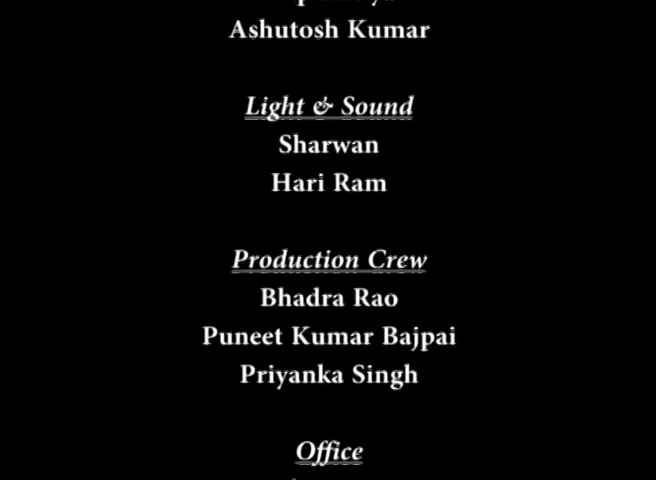 Ashutosh Kumar
Light & Sound
Sharwan
Hari Ram
Production Crew
Bhadra Rao
Puneet Kumar Bajpai
Priyanka Singh
Office